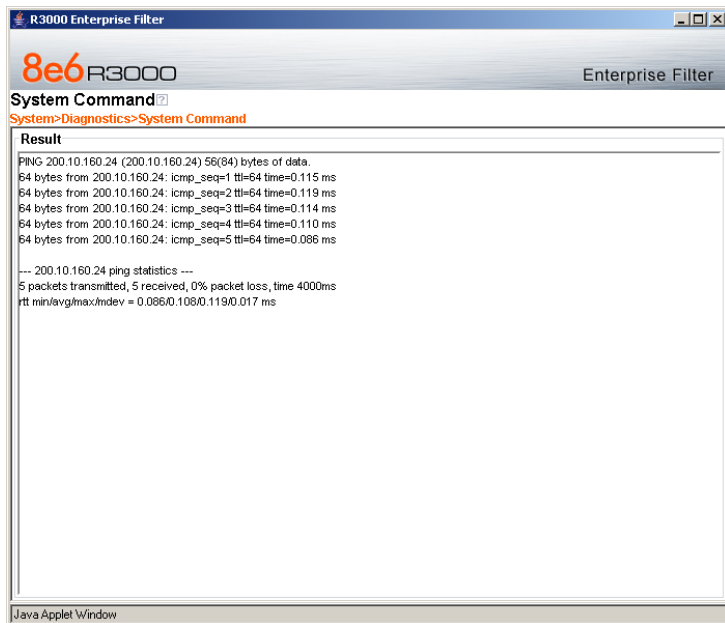 R3000 Enterprise Filter
8e6 R3000
Enterprise Filter
System Command
System>Diagnostics>System Command
Result
PING 200.10.160.24 (200.10.160.24) 56(84) bytes of data.
64 bytes from 200.10.160.24: icmp_seq=1 ttl=64 time=0.115 ms
64 bytes from 200.10.160.24: icmp_seq=2 ttl=64 time=0.119 ms
64 bytes from 200.10.160.24: icmp_seq=3 ttl=64 time=0.114 ms
64 bytes from 200.10.160.24: icmp_seq=4 ttl=64 time=0.110 ms
64 bytes from 200.10.160.24: icmp_seq=5 ttl=64 time=0.086 ms
--- 200.10.160.24 ping statistics ---
5 packets transmitted, 5 received, 0% packet loss, time 4000ms
rtt min/avg/max/mdev = 0.086/0.108/0.119/0.017 ms
Java Applet Window